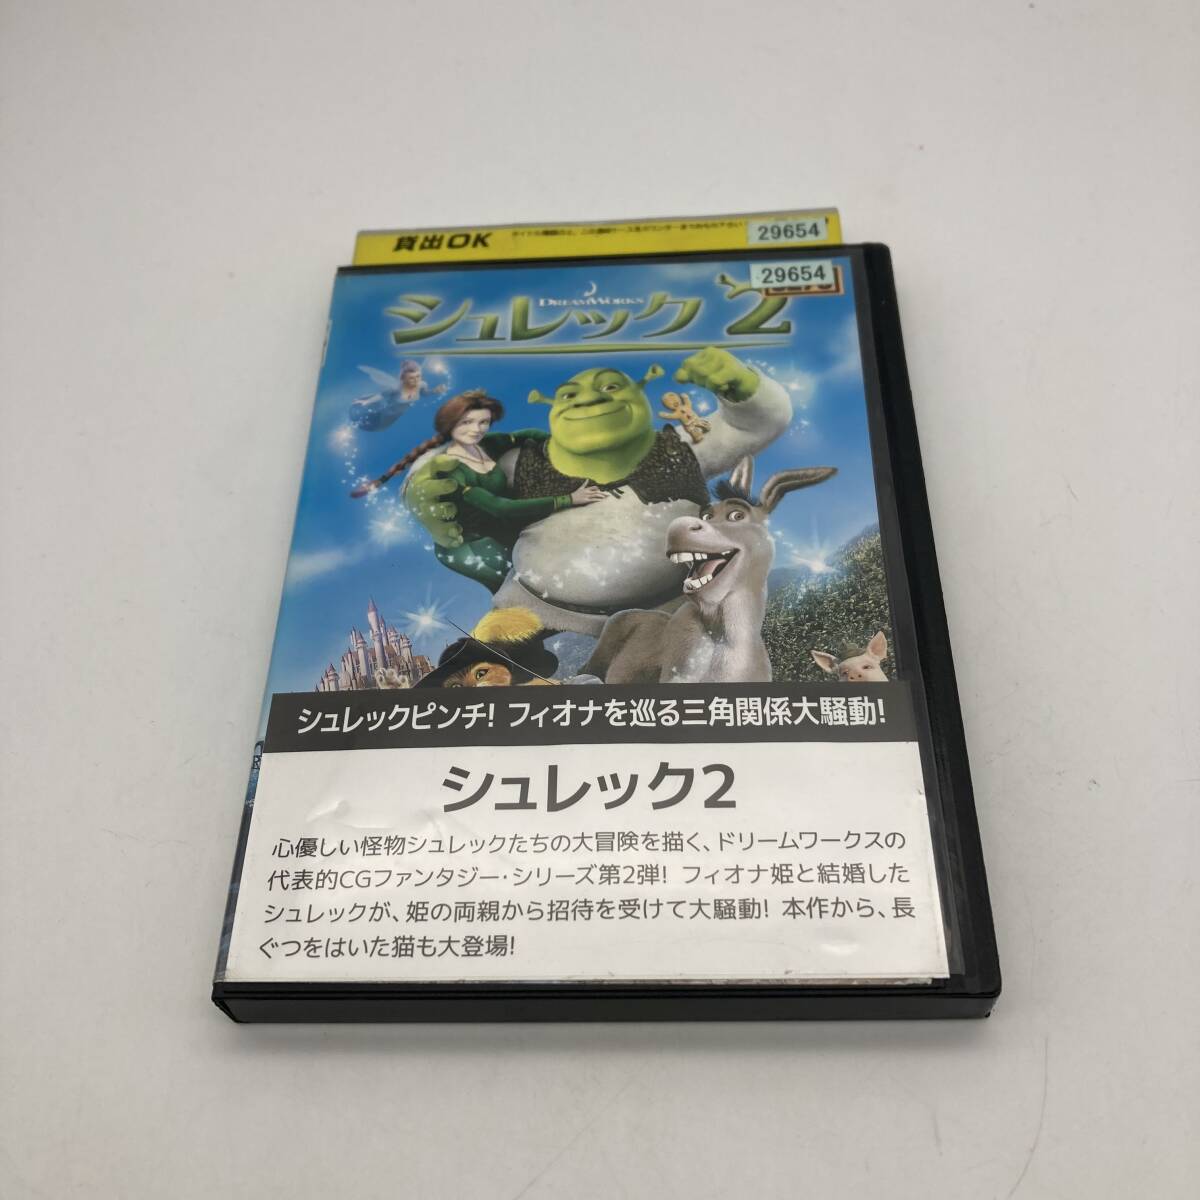 貸出OK
29654
29654
DREAMWORKS
シュレック2
シュレックピンチ! フィオナを巡る三角関係大騒動!
シュレック2
心優しい怪物シュレックたちの大冒険を描く、ドリームワークスの
代表的CGファンタジー・シリーズ第2弾! フィオナ姫と結婚した
シュレックが、姫の両親から招待を受けて大騒動! 本作から、長
ぐつをはいた猫も大登場!